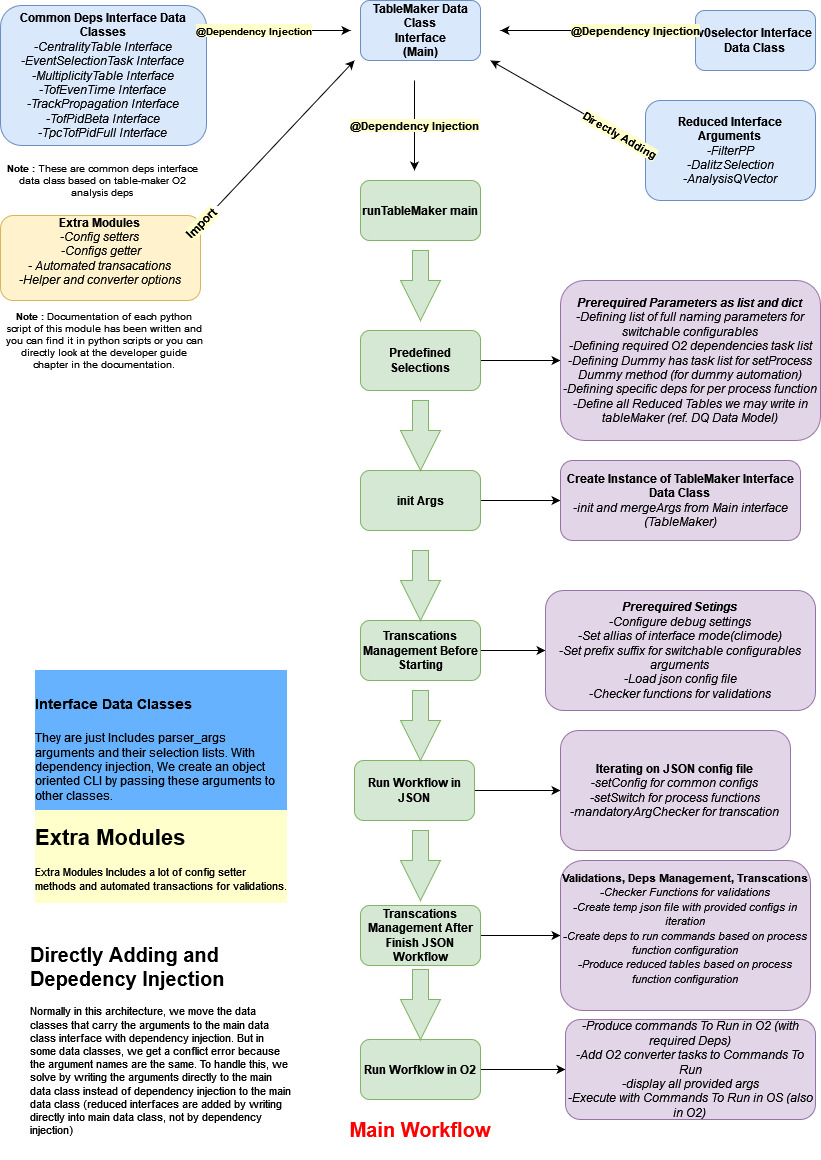 Common Deps Interface Data
Classes
-CentralityTable Interface
-EventSelectionTask Interface
-MultiplicityTable Interface
-TofEvenTime Interface
-TrackPropagation Interface
-TofPidBeta Interface
-TpcTofPidFull Interface
@Dependency Injection
TableMaker Data
Class
Interface
(Main)
@Dependency Injection
v0selector Interface
Data Class
@Dependency Injection
Directly Adding
Reduced Interface
Arguments
-FilterPP
-DalitzSelection
-AnalysisQVector
Note : These are common deps interface
data class based on table-maker O2
analysis deps
Import
Extra Modules
-Config setters
-Configs getter
- Automated transacations
-Helper and converter options
Note : Documentation of each python
script of this module has been written and
you can find it in python scripts or you can
directly look at the developer guide
chapter in the documentation.
runTableMaker main
Predefined
Selections
Prerequired Parameters as list and dict
-Defining list of full naming parameters for
switchable configurables
-Defining required O2 dependencies task list
-Defining Dummy has task list for setProcess
Dummy method (for dummy automation)
-Defining specific deps for per process function
-Define all Reduced Tables we may write in
tableMaker (ref. DQ Data Model)
init Args
Create Instance of TableMaker Interface
Data Class
-init and mergeArgs from Main interface
(TableMaker)
Transcations
Management Before
Starting
Prerequired Setings
-Configure debug settings
-Set allias of interface mode(climode)
-Set prefix suffix for switchable configurables
arguments
-Load json config file
-Checker functions for validations
Interface Data Classes
They are just Includes parser_args
arguments and their selection lists. With
dependency injection, We create an object
oriented CLI by passing these arguments to
other classes.
Run Workflow in
JSON
Iterating on JSON config file
-setConfig for common configs
-setSwitch for process functions
-mandatoryArgChecker for transcation
Extra Modules
Extra Modules Includes a lot of config setter
methods and automated transactions for validations.
Transcations
Management After
Finish JSON
Workflow
Validations, Deps Management, Transcations
-Checker Functions for validations
-Create temp json file with provided configs in
iteration
-Create deps to run commands based on process
function configuration
-Produce reduced tables based on process
function configuration
Directly Adding and
Depedency Injection
Normally in this architecture, we move the data
classes that carry the arguments to the main data
class interface with dependency injection. But in
some data classes, we get a conflict error because
the argument names are the same. To handle this, we
solve by writing the arguments directly to the main
data class instead of dependency injection to the main
data class (reduced interfaces are added by writing
directly into main data class, not by dependency
injection)
Run Worfklow in O2
-Produce commands To Run in O2 (with
required Deps)
-Add O2 converter tasks to Commands To
Run
-display all provided args
-Execute with Commands To Run in OS (also
in O2)
Main Workflow